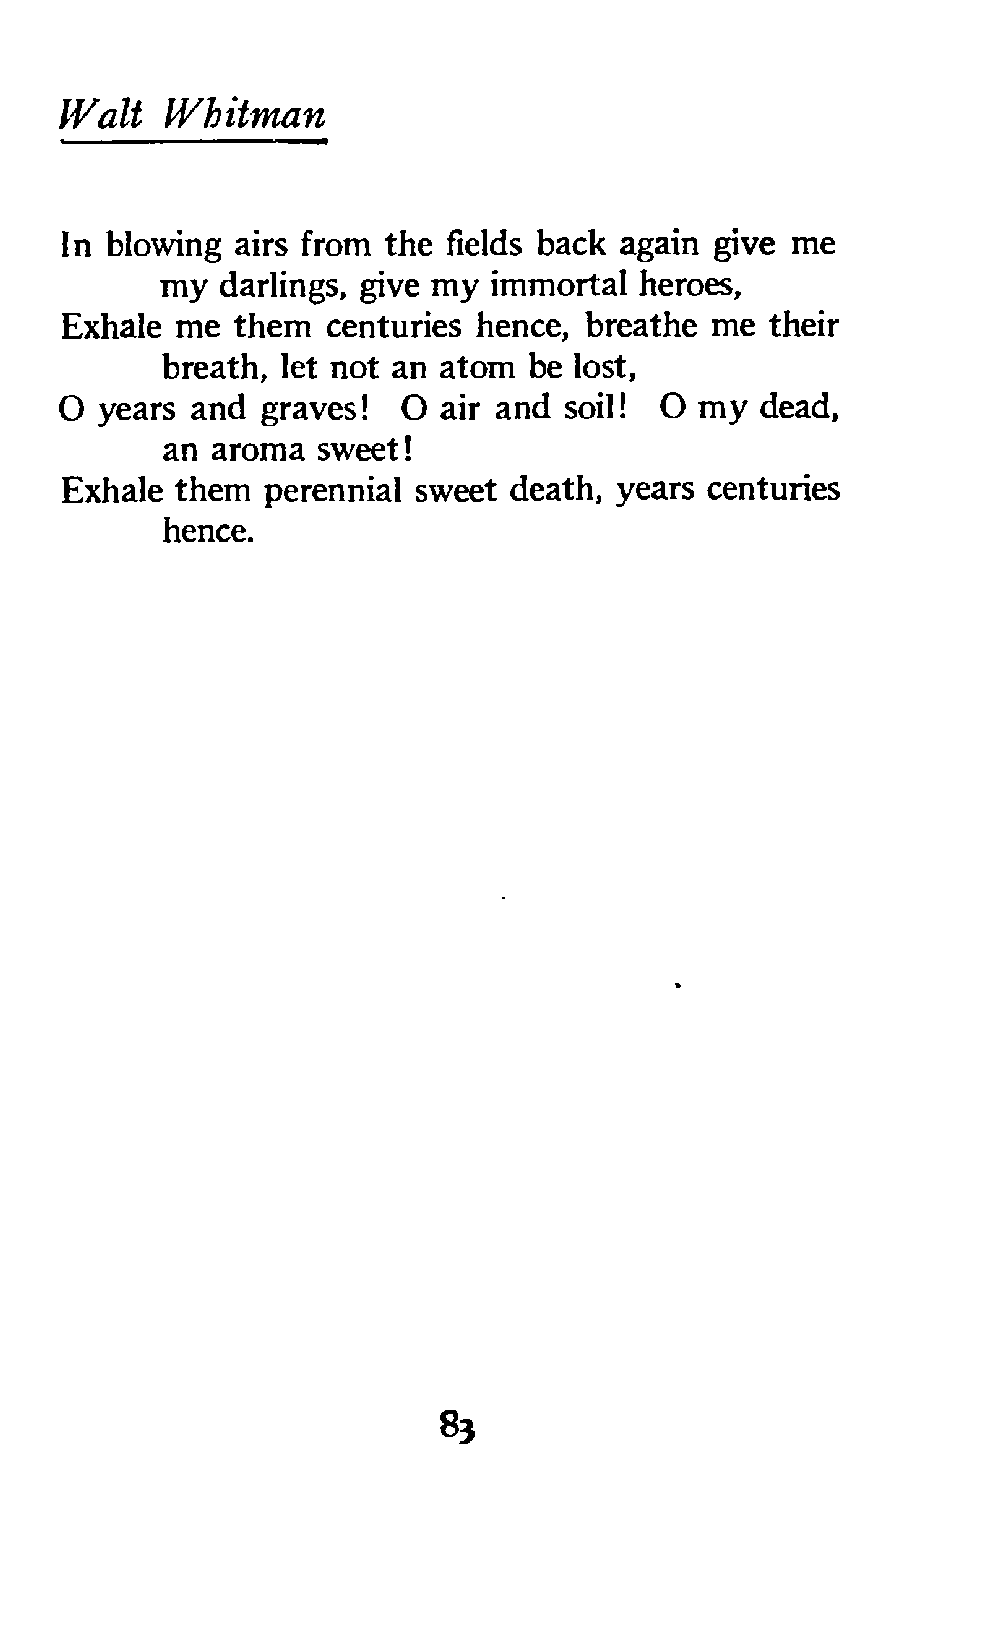 Walt Whitman
In blowing airs from the fields back again give me
my darlings, give my immortal heroes,
Exhale me them centuries hence, breathe me their
breath, let not an atom be lost,
O years and graves! O air and soil! O my dead,
an aroma sweet!
Exhale them perennial sweet death, years centuries
hence.
83